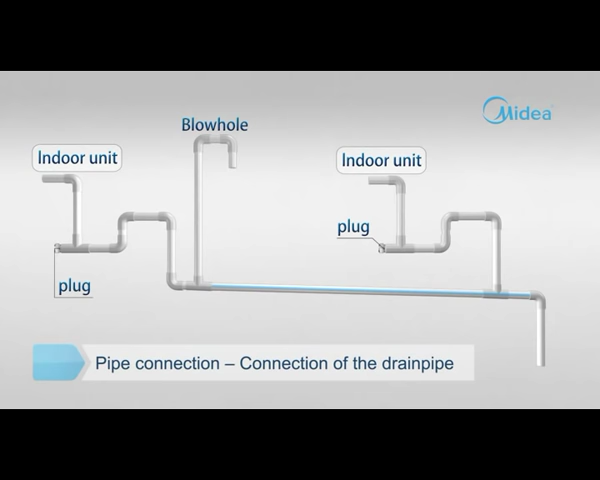 Midea
Blowhole
Indoor unit
Indoor unit
plug
plug
Pipe connection – Connection of the drainpipe